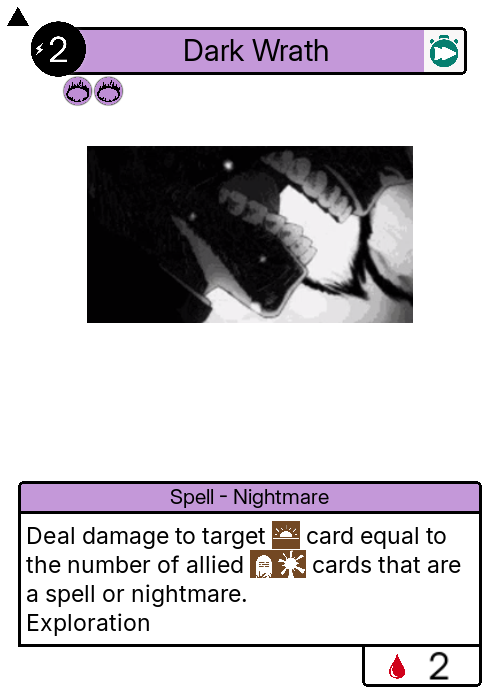 2
Dark Wrath
Spell - Nightmare
Deal damage to target card equal to
the number of allied cards that are
a spell or nightmare.
Exploration
2